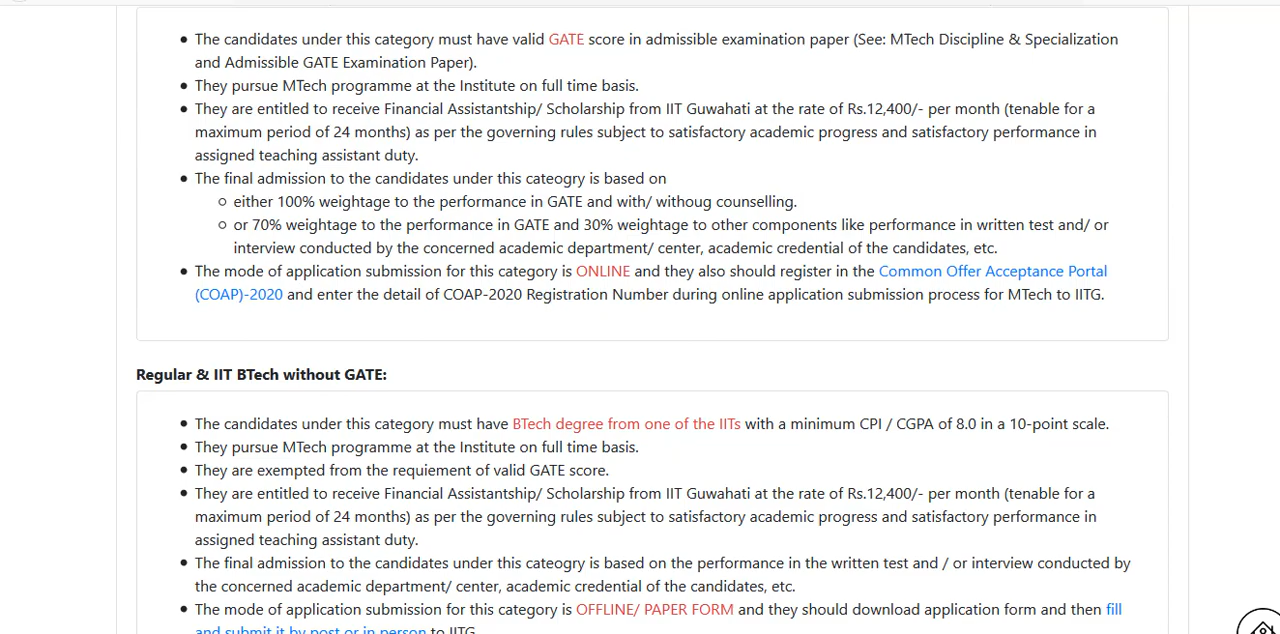 The candidates under this category must have valid GATE score in admissible examination paper (See: MTech Discipline & Specialization
and Admissible GATE Examination Paper).
They pursue MTech programme at the Institute on full time basis.
They are entitled to receive Financial Assistantship/ Scholarship from IIT Guwahati at the rate of Rs.12,400/- per month (tenable for a
maximum period of 24 months) as per the governing rules subject to satisfactory academic progress and satisfactory performance in
assigned teaching assistant duty.
The final admission to the candidates under this cateogry is based on
either 100% weightage to the performance in GATE and with/ withoug counselling.
or 70% weightage to the performance in GATE and 30% weightage to other components like performance in written test and/ or
interview conducted by the concerned academic department/ center, academic credential of the candidates, etc.
The mode of application submission for this category is ONLINE and they also should register in the Common Offer Acceptance Portal
(COAP)-2020 and enter the detail of COAP-2020 Registration Number during online application submission process for MTech to IITG.
Regular & IIT BTech without GATE:
The candidates under this category must have BTech degree from one of the IITs with a minimum CPI / CGPA of 8.0 in a 10-point scale.
They pursue MTech programme at the Institute on full time basis.
They are exempted from the requiement of valid GATE score.
They are entitled to receive Financial Assistantship/ Scholarship from IIT Guwahati at the rate of Rs.12,400/- per month (tenable for a
maximum period of 24 months) as per the governing rules subject to satisfactory academic progress and satisfactory performance in
assigned teaching assistant duty.
The final admission to the candidates under this cateogry is based on the performance in the written test and / or interview conducted by
the concerned academic department/ center, academic credential of the candidates, etc.
The mode of application submission for this category is OFFLINE/ PAPER FORM and they should download application form and then fill
and submit it by post or in person to IITG